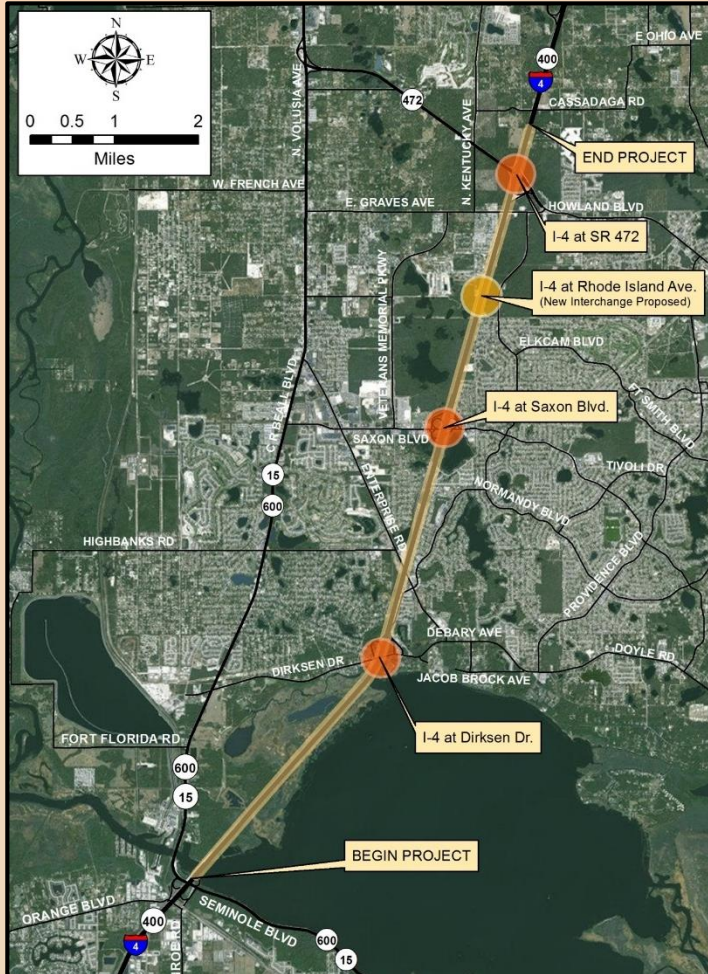 N
W
E
S
0 0.5 1 2
Miles
N. VOLUSIA AVE
472
N. KENTUCKY AVE
E OHIO AVE
400
4
CASSADAGA RD
END PROJECT
W. FRENCH AVE
E. GRAVES AVE
HOWLAND BLVD
I-4 at SR 472
I-4 at Rhode Island Ave.
(New Interchange Proposed)
VETERANS MEMORIAL PKWY
ELKCAM BLVD
FT SMITH BLVD
C R BEALL BLVD
I-4 at Saxon Blvd.
SAXON BLVD
TIVOLI DR
15
600
ENTERPRISE RD
NORMANDY BLVD
PROVIDENCE BLVD
HIGHBANKS RD
DEBARY AVE
DOYLE RD
DIRKSEN DR
JACOB BROCK AVE
I-4 at Dirksen Dr.
FORT FLORIDA RD
600
15
BEGIN PROJECT
ORANGE BLVD
SEMINOLE BLVD
400
4
600
15